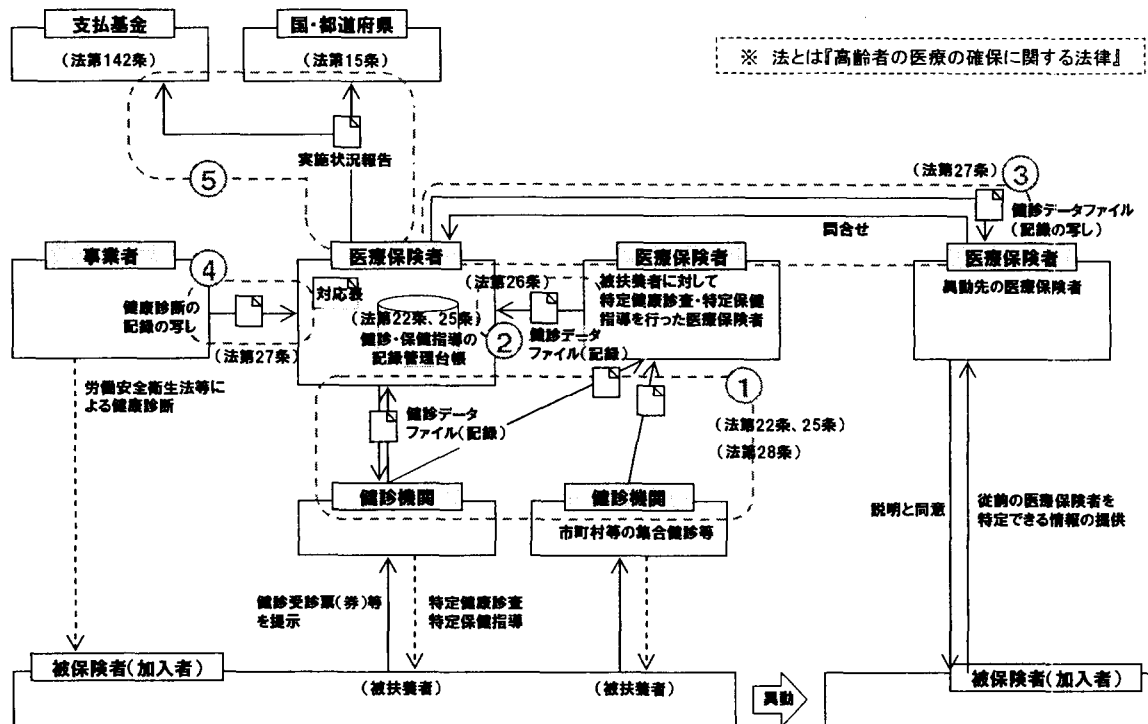 支払基金
(法第142条)
国・都道府県
(法第15条)
※ 法とは『高齢者の医療の確保に関する法律』
実施状況報告
⑤
(法第27条)
③
健診データファイル
(記録の写し)
問合せ
事業者
④
健康診断の
記録の写し
(法第27条)
労働安全衛生法等に
よる健康診断
医療保険者
対応表
(法第22条、25条)
健診・保健指導の
記録管理台帳
(法第26条)
②
健診データ
ファイル(記録)
医療保険者
被扶養者に対して
特定健康診査・特定保健
指導を行った医療保険者
医療保険者
異動先の医療保険者
①
(法第22条、25条)
(法第28条)
健診データ
ファイル(記録)
健診機関
健診機関
市町村等の集合健診等
説明と同意
従前の医療保険者を
特定できる情報の提供
健診受診票(券)等
を提示
特定健康診査
特定保健指導
被保険者(加入者)
(被扶養者)
(被扶養者)
異動
被保険者(加入者)